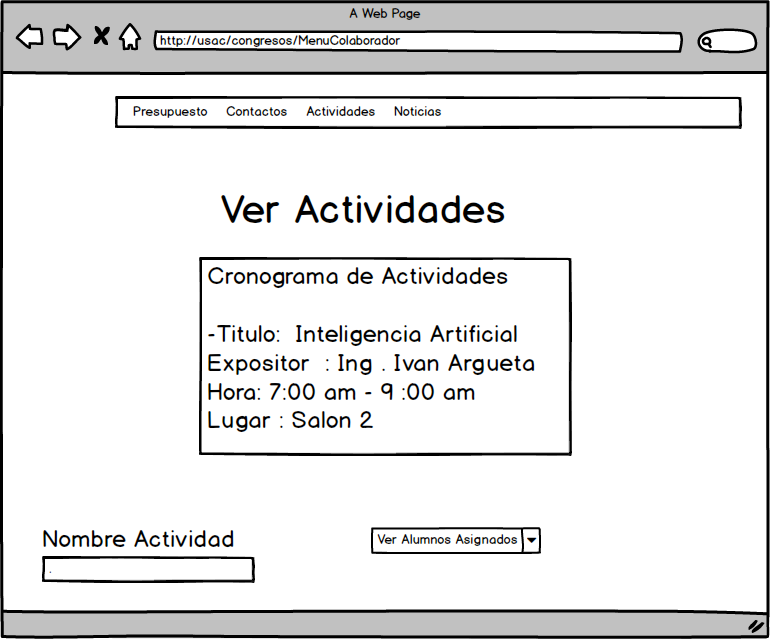 A Web Page
http://usac/congresos/MenuColaborador
Presupuesto Contactos Actividades Noticias
Ver Actividades
Cronograma de Actividades
-Titulo: Inteligencia Artificial
Expositor : Ing . Ivan Argueta
Hora: 7:00 am - 9 :00 am
Lugar : Salon 2
Nombre Actividad
Ver Alumnos Asignados
.